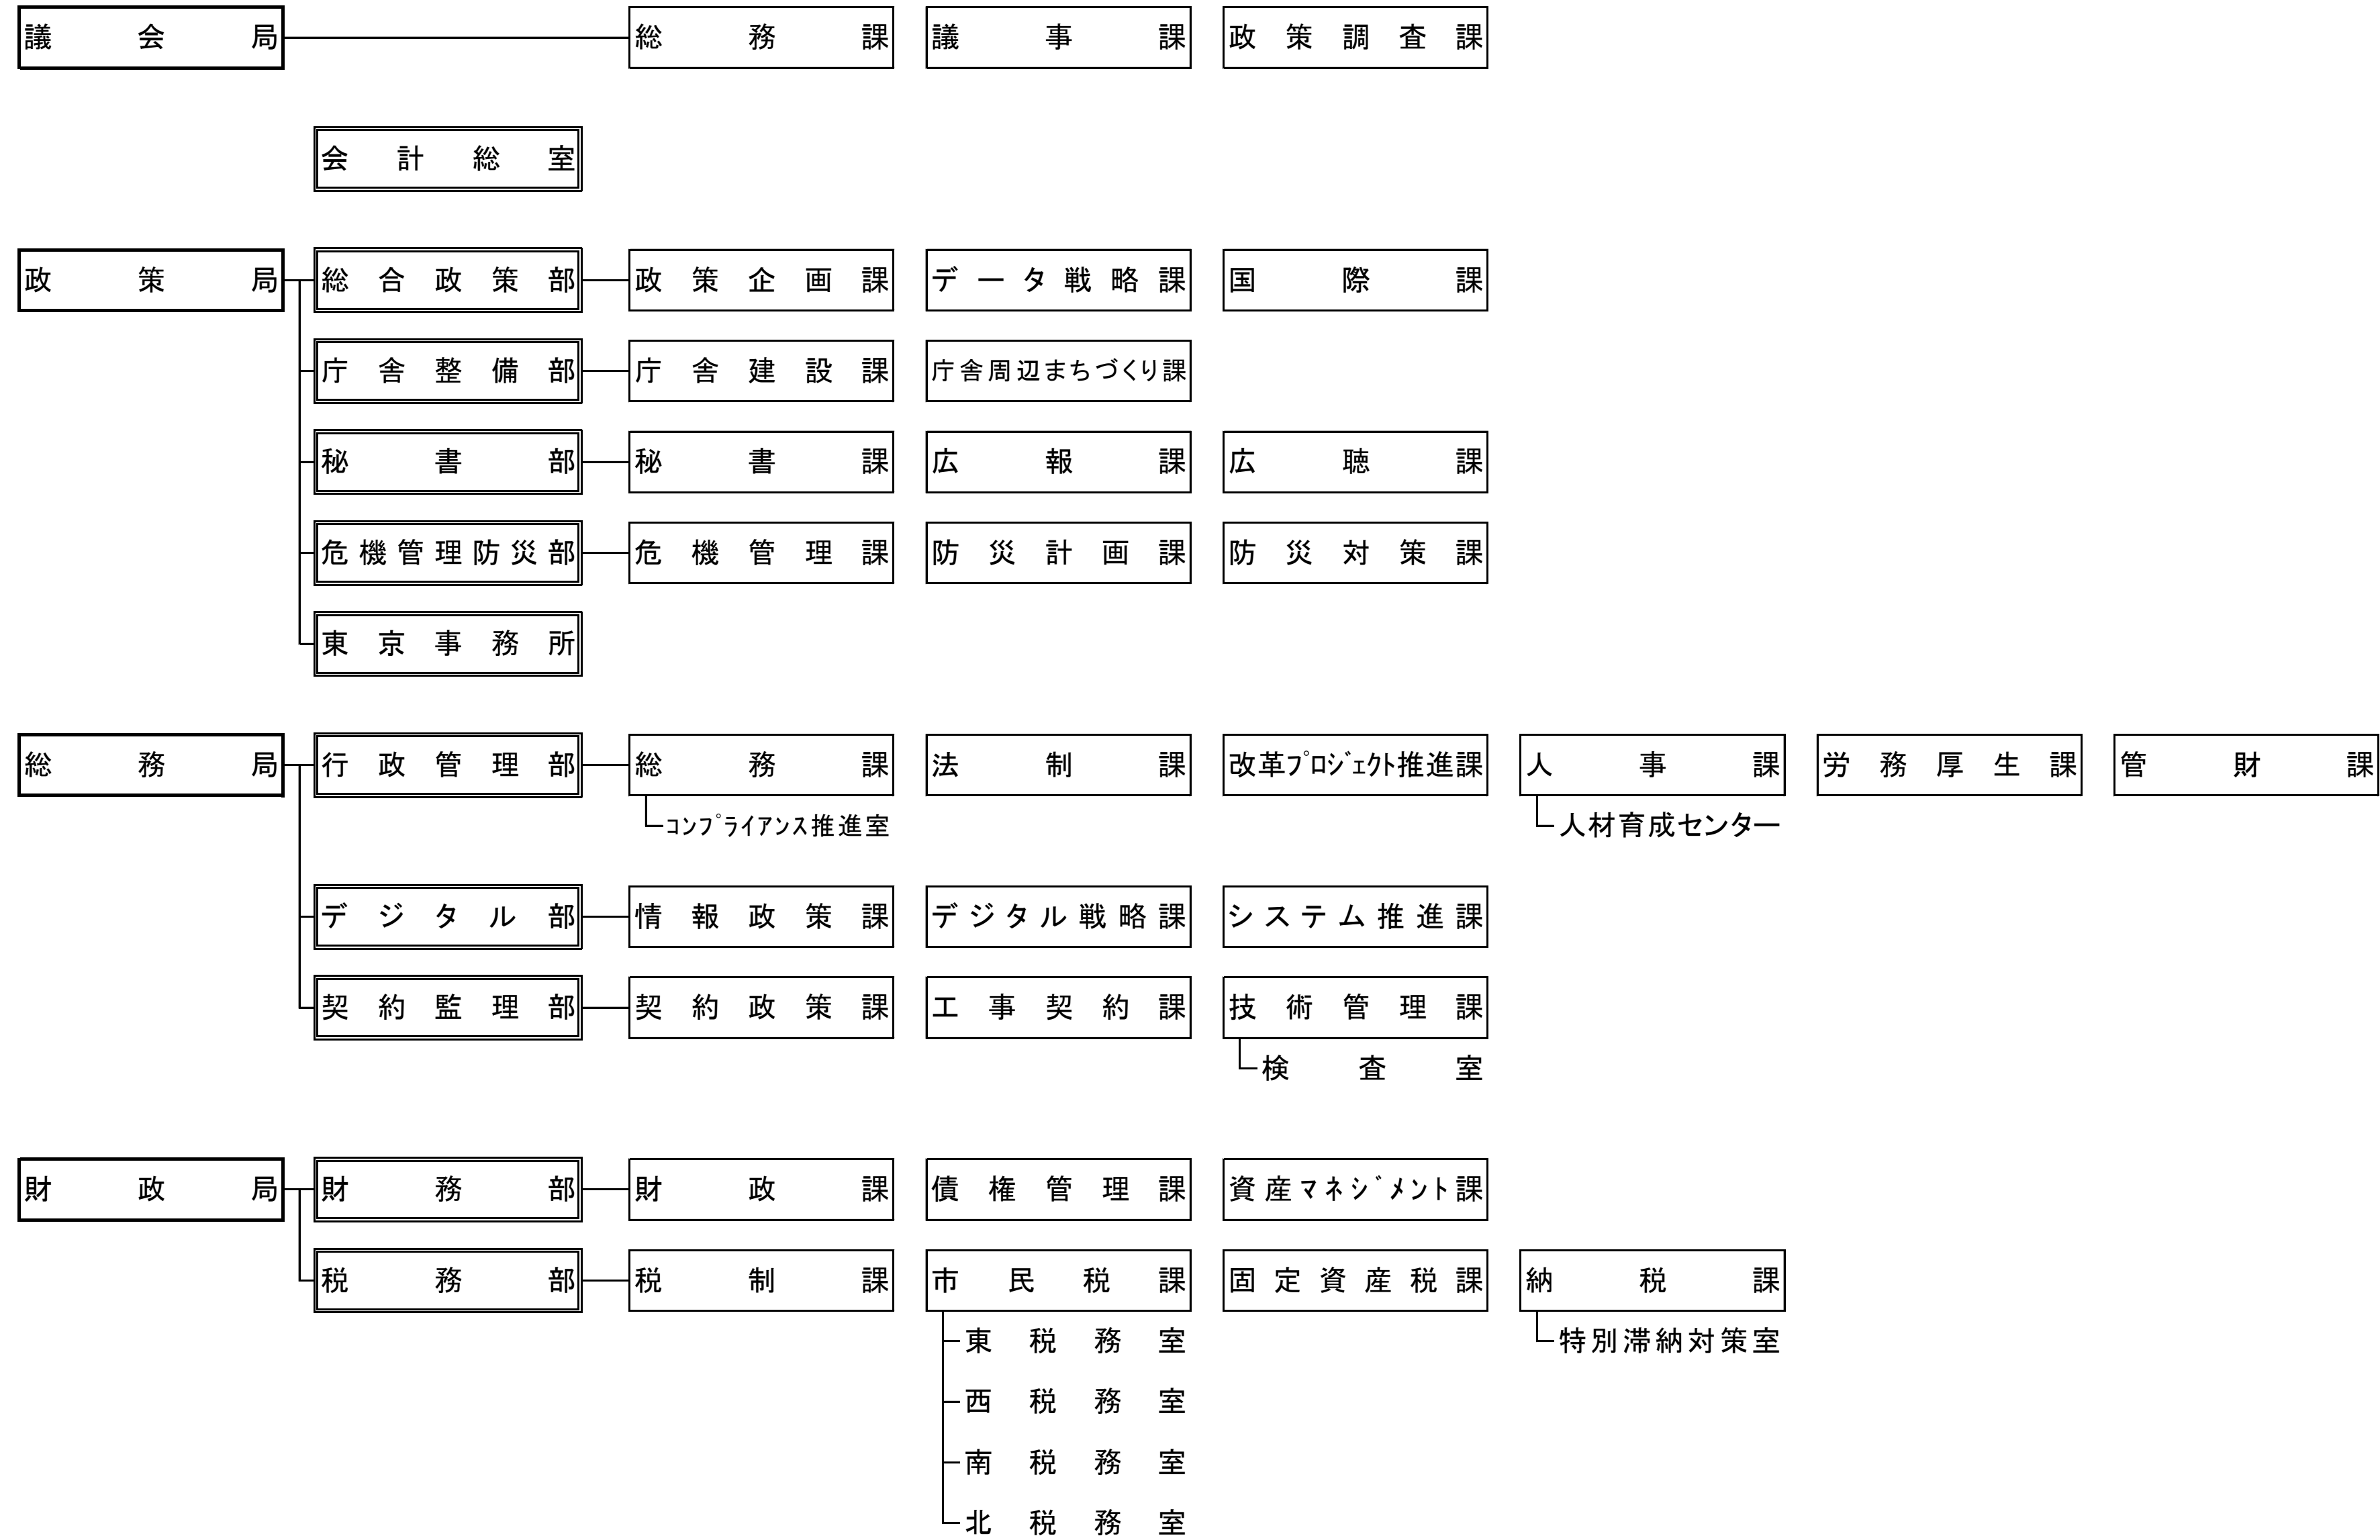 議会局 総務課 議事課 政策調査課
会計総室
政策局 総合政策部 政策企画課 データ戦略課 国際課
庁舎整備部 庁舎建設課 庁舎周辺まちづくり課
秘書部 秘書課 広報課 広聴課
危機管理防災部 危機管理課 防災計画課 防災対策課
東京事務所
総務局 行政管理部 総務課 法制課 改革ﾌﾟﾛｼﾞｪｸﾄ推進課 人事課 労務厚生課 管財課
ｺﾝﾌﾟﾗｲｱﾝｽ推進室 人材育成センター
デジタル部 情報政策課 デジタル戦略課 システム推進課
契約監理部 契約政策課 工事契約課 技術管理課
検査室
財政局 財務部 財政課 債権管理課 資産ﾏﾈｼﾞﾒﾝﾄ課
税務部 税制課 市民税課 固定資産税課 納税課
東税務室 特別滞納対策室
西税務室
南税務室
北税務室